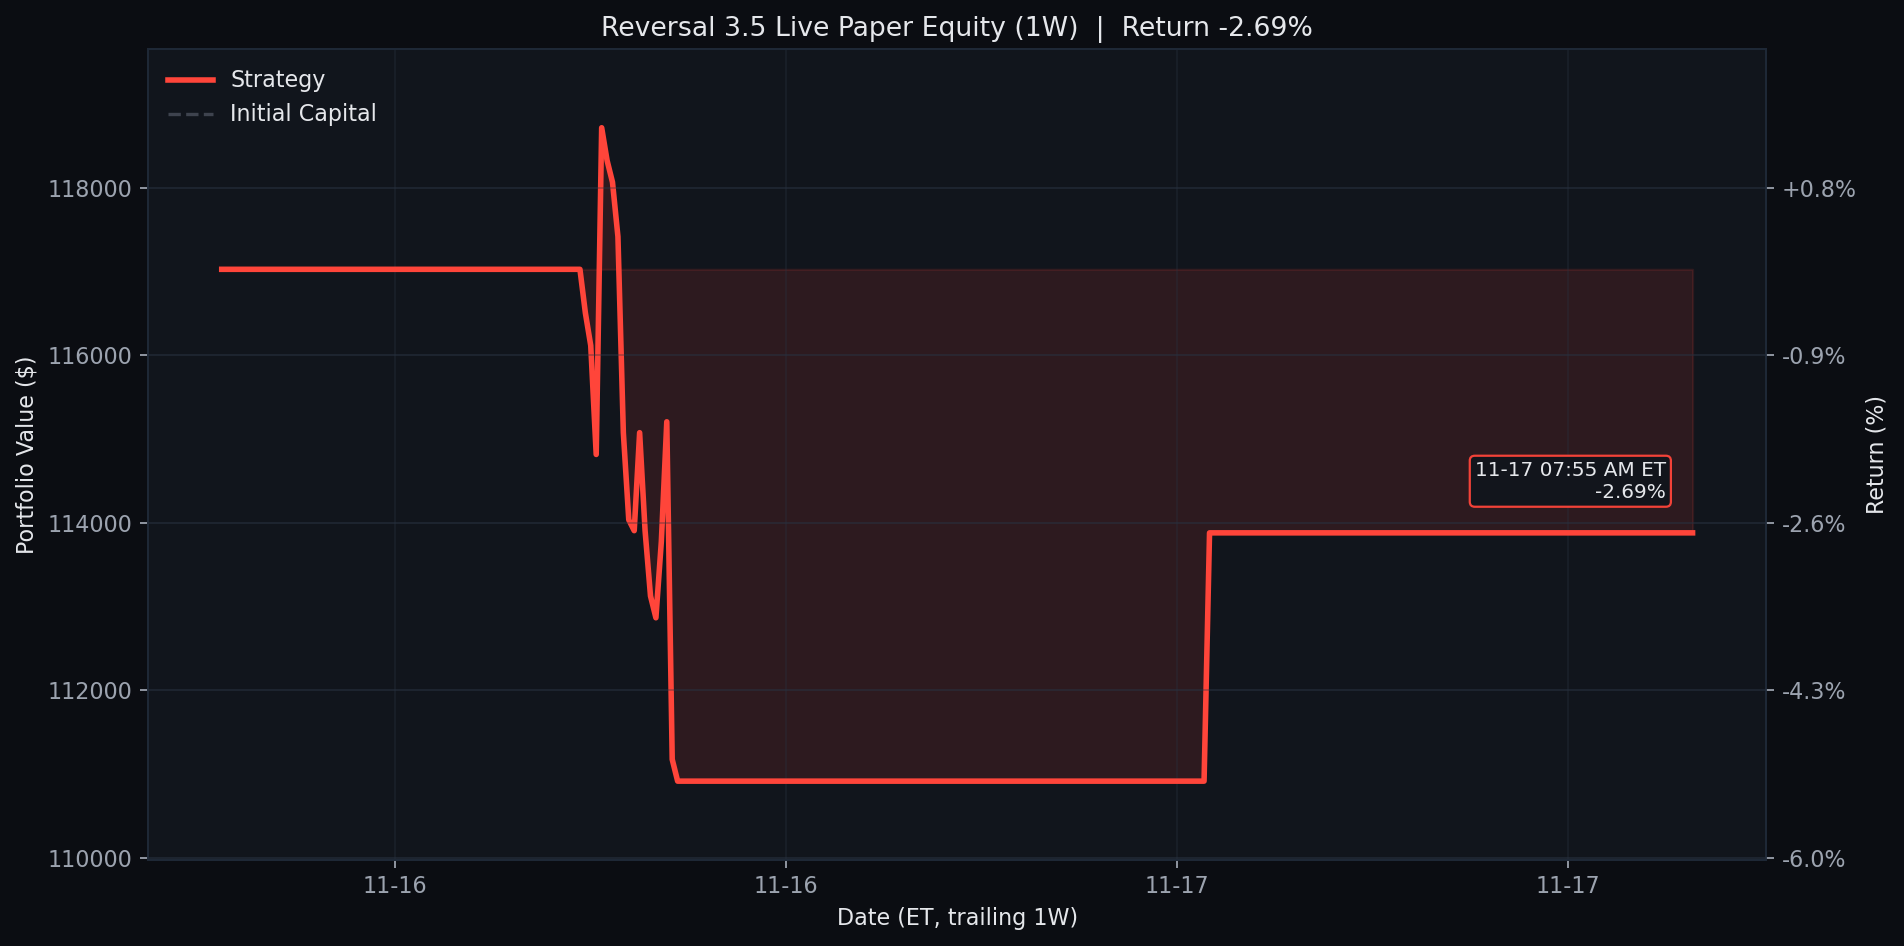 Reversal 3.5 Live Paper Equity (1W)  |  Return -2.69%
Strategy
Initial Capital
Portfolio Value ($)
118000
116000
114000
112000
110000
+0.8%
-0.9%
-2.6%
-4.3%
-6.0%
Return (%)
11-17 07:55 AM ET
-2.69%
11-16
11-16
11-17
11-17
Date (ET, trailing 1W)